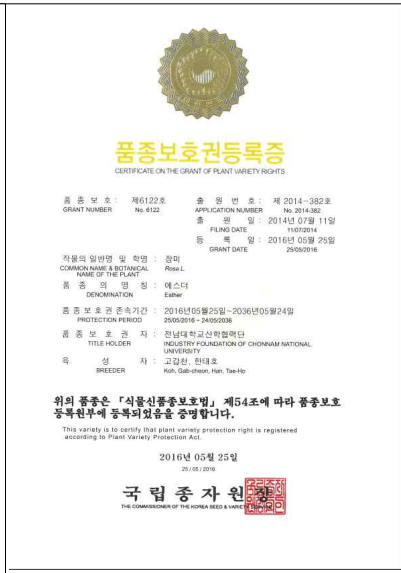 품종보호권등록증
CERTIFICATE ON THE GRANT OF PLANT VARIETY RIGHTS
품 종 보 호 : 제6122호
GRANT NUMBER No. 6122
출 원 번 호 : 제 2014-382호
APPLICATION NUMBER No. 2014-382
출 원 일 : 2014년 07월 11일
FILING DATE 11/07/2014
등 록 일 : 2016년 05월 25일
GRANT DATE 25/05/2016
작물의 일반명 및 학명 : 장미
COMMON NAME & BOTANICAL Rosa L.
NAME OF THE PLANT
품 종 의 명 칭 : 에스더
DENOMINATION Esther
품 종 보 호 권 존속기간 : 2016년05월25일~2036년05월24일
PROTECTION PERIOD 25/05/2016 ~ 24/05/2036
품 종 보 호 권 자 : 전남대학교산학협력단
TITLE HOLDER INDUSTRY FOUNDATION OF CHONNAM NATIONAL
UNIVERSITY
육 성 자 : 고갑천, 한태호
BREEDER Koh, Gab-cheon, Han, Tae-Ho
위의 품종은 「식물신품종보호법」 제54조에 따라 품종보호
등록원부에 등록되었음을 증명합니다.
This variety is to certify that plant variety protection right is registered
according to Plant Variety Protection Act.
2016년 05월 25일
25 / 05 / 2016
국 립 종 자 원 장
THE COMMISSIONER OF THE KOREA SEED & VARIETY